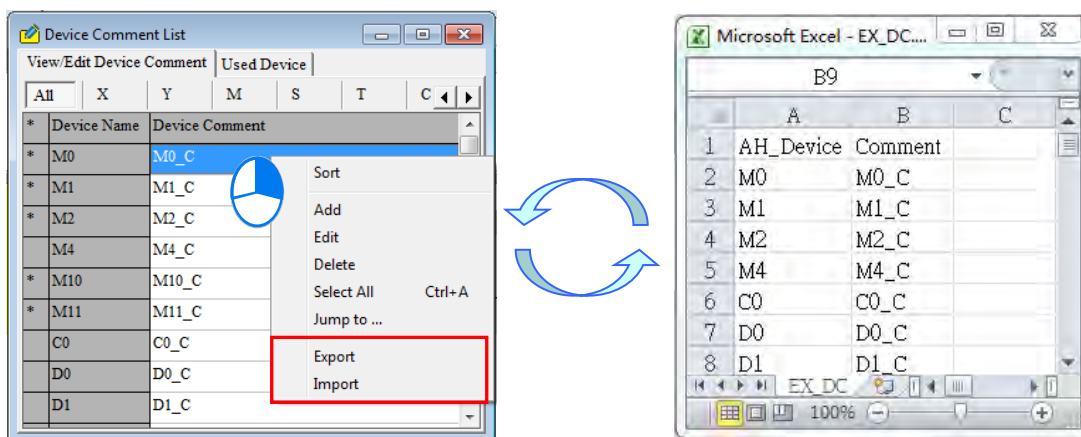 Device Comment List
View/Edit Device Comment Used Device
All X Y M S T C
* Device Name Device Comment
* M0 M0_C
* M1 M1_C
* M2 M2_C
M4 M4_C
* M10 M10_C
* M11 M11_C
C0 C0_C
D0 D0_C
D1 D1_C
Sort
Add
Edit
Delete
Select All Ctrl+A
Jump to ...
Export
Import
Microsoft Excel - EX_DC....
B9
A B C
1 AH_Device Comment
2 M0 M0_C
3 M1 M1_C
4 M2 M2_C
5 M4 M4_C
6 C0 C0_C
7 D0 D0_C
8 D1 D1_C
EX_DC
100%